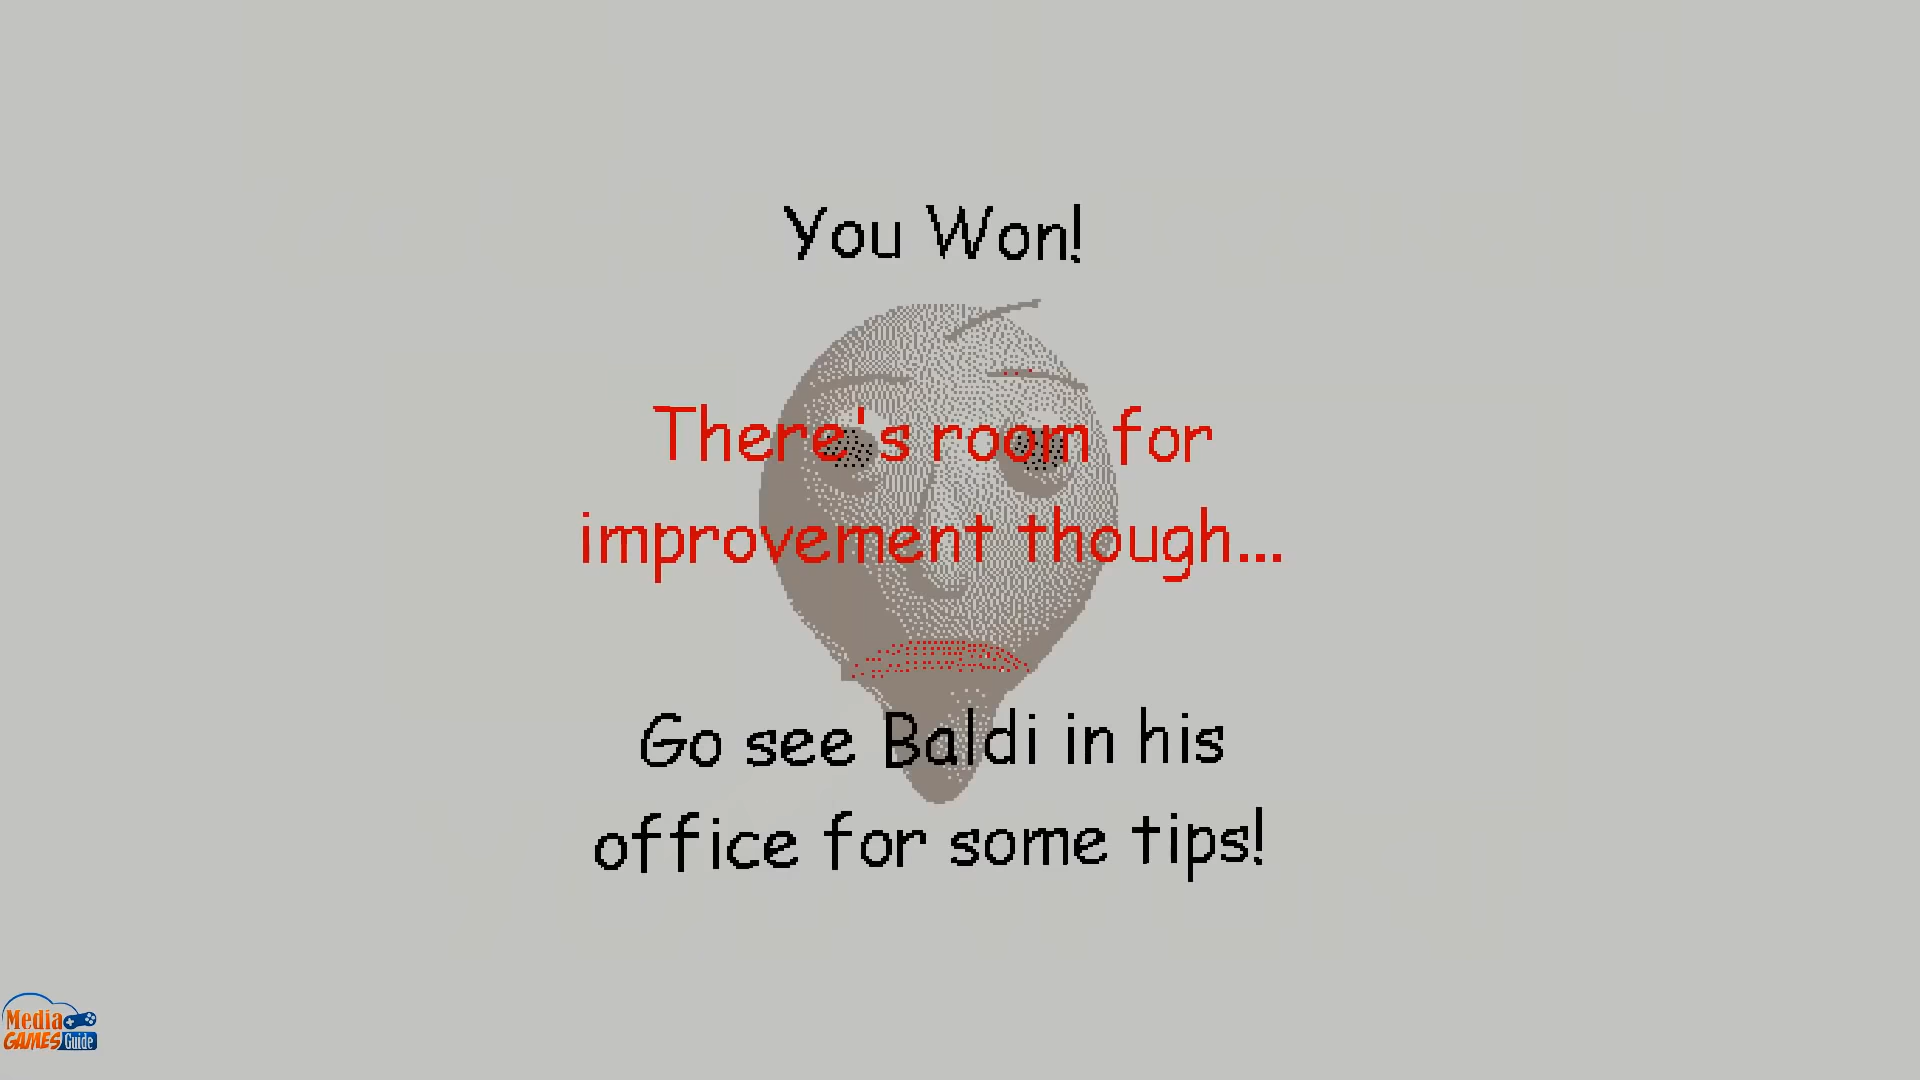 You Won!
There's room for
improvement though...
Go see Baldi in his
office for some tips!
Media
GAMES Guide